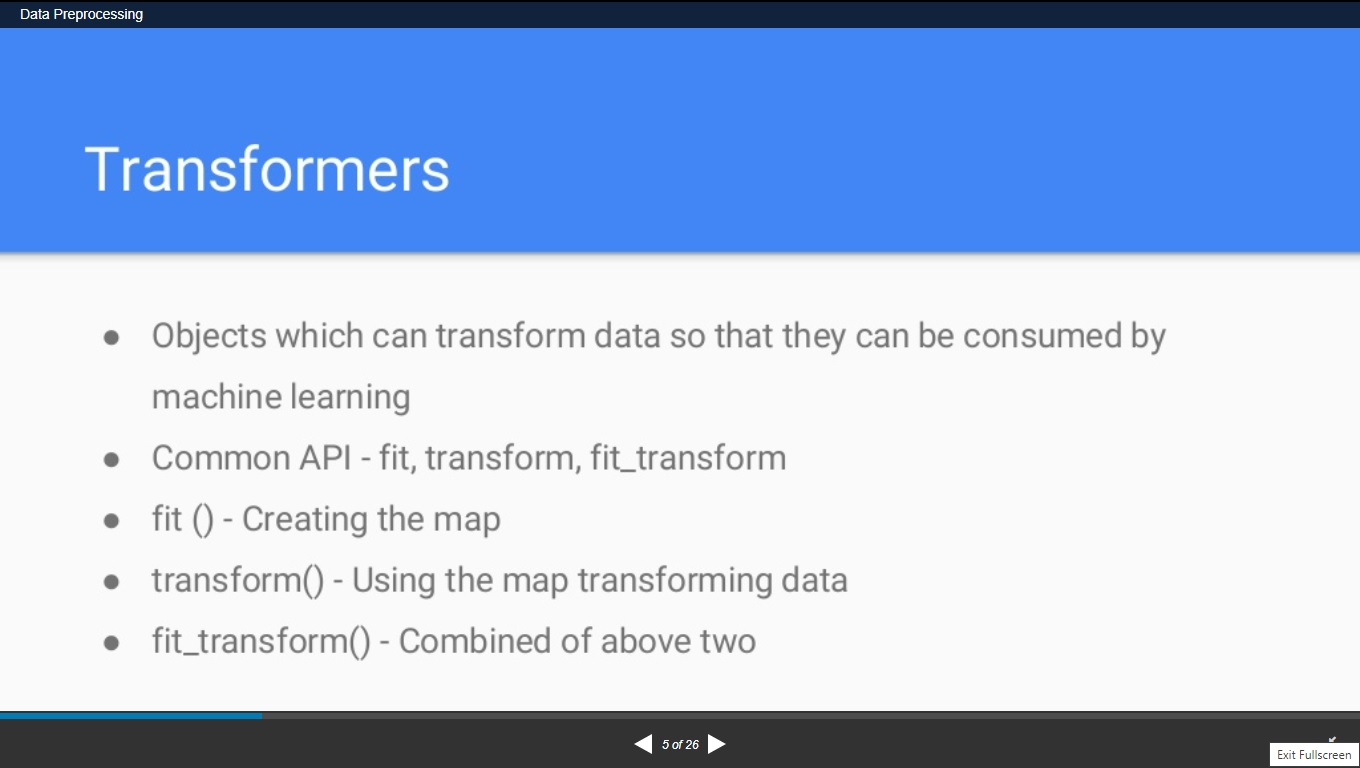 Data Preprocessing
Transformers
● Objects which can transform data so that they can be consumed by
machine learning
● Common API - fit, transform, fit_transform
● fit () - Creating the map
● transform() - Using the map transforming data
● fit_transform() - Combined of above two
5 of 26
Exit Fullscreen